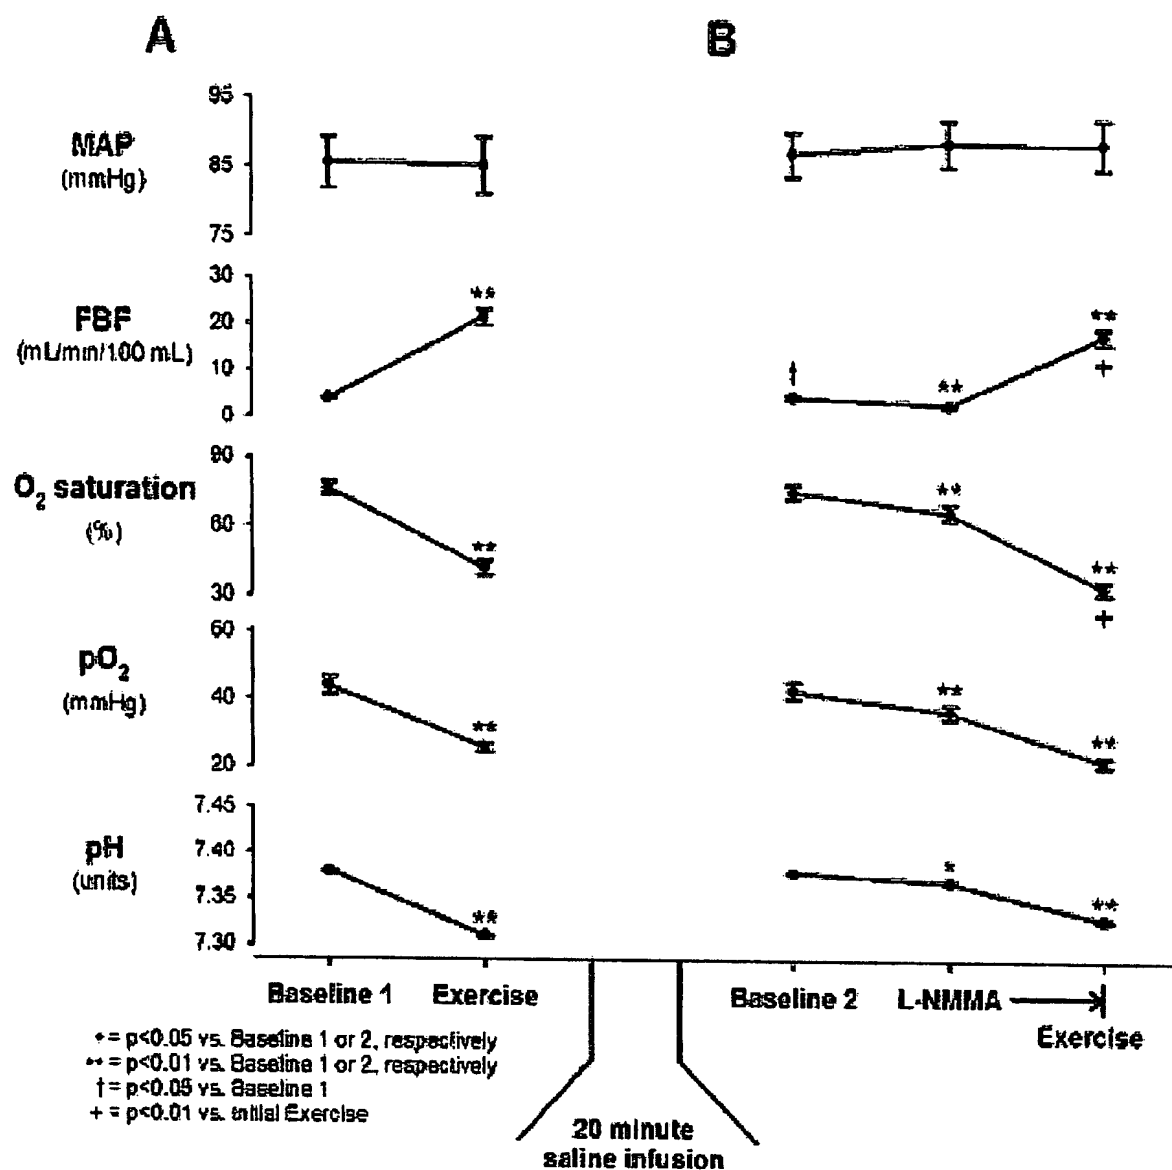 A
B
MAP
(mmHg)
95
85
75
FBF
(mL/min/100 mL)
30
20
10
0
**
†
**
**
+
O2 saturation
(%)
90
60
30
**
**
**
+
pO2
(mmHg)
60
40
20
**
**
**
pH
(units)
7.45
7.40
7.35
7.30
**
*
**
Baseline 1
Exercise
Baseline 2
L-NMMA
Exercise
* = p<0.05 vs. Baseline 1 or 2, respectively
** = p<0.01 vs. Baseline 1 or 2, respectively
† = p<0.05 vs. Baseline 1
+ = p<0.01 vs. Initial Exercise
20 minute
saline infusion